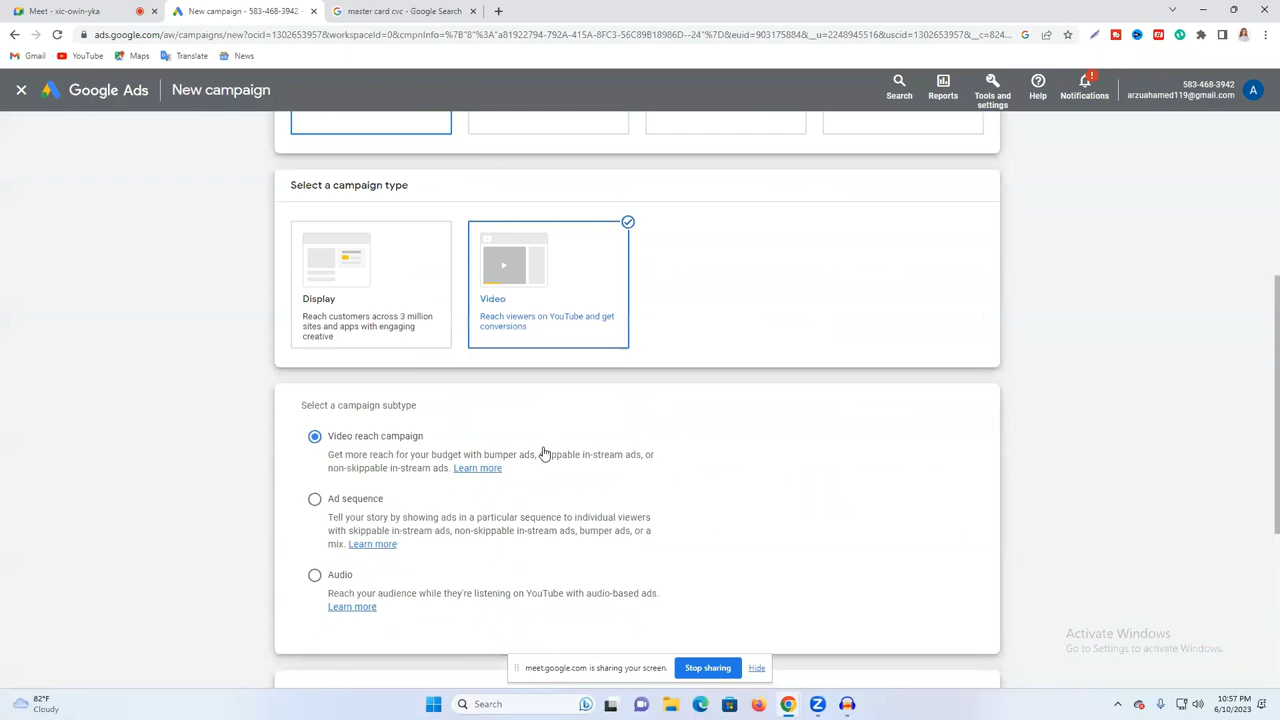 Meet - xic-owin-yka
New campaign - 583-468-3942
master card cvc - Google Search
ads.google.com/aw/campaigns/new?ocid=1302653957&workspaceId=0&cmpnInfo=%7B"8"%3A"a81922794-792A-415A-8FC3-56C89B18986D--24"%7D&euid=903175884&__u=2248945516&uscid=1302653957&__c=824...
Gmail
YouTube
Maps
Translate
News
Google Ads
New campaign
Search
Reports
Tools and
settings
Help
Notifications
583-468-3942
arzuahamed119@gmail.com
A
Select a campaign type
Display
Reach customers across 3 million
sites and apps with engaging
creative
Video
Reach viewers on YouTube and get
conversions
Select a campaign subtype
Video reach campaign
Get more reach for your budget with bumper ads, skippable in-stream ads, or
non-skippable in-stream ads. Learn more
Ad sequence
Tell your story by showing ads in a particular sequence to individual viewers
with skippable in-stream ads, non-skippable in-stream ads, bumper ads, or a
mix. Learn more
Audio
Reach your audience while they're listening on YouTube with audio-based ads.
Learn more
Activate Windows
Go to Settings to activate Windows.
meet.google.com is sharing your screen.
Stop sharing
Hide
82°F
Cloudy
Search
10:57 PM
6/10/2023